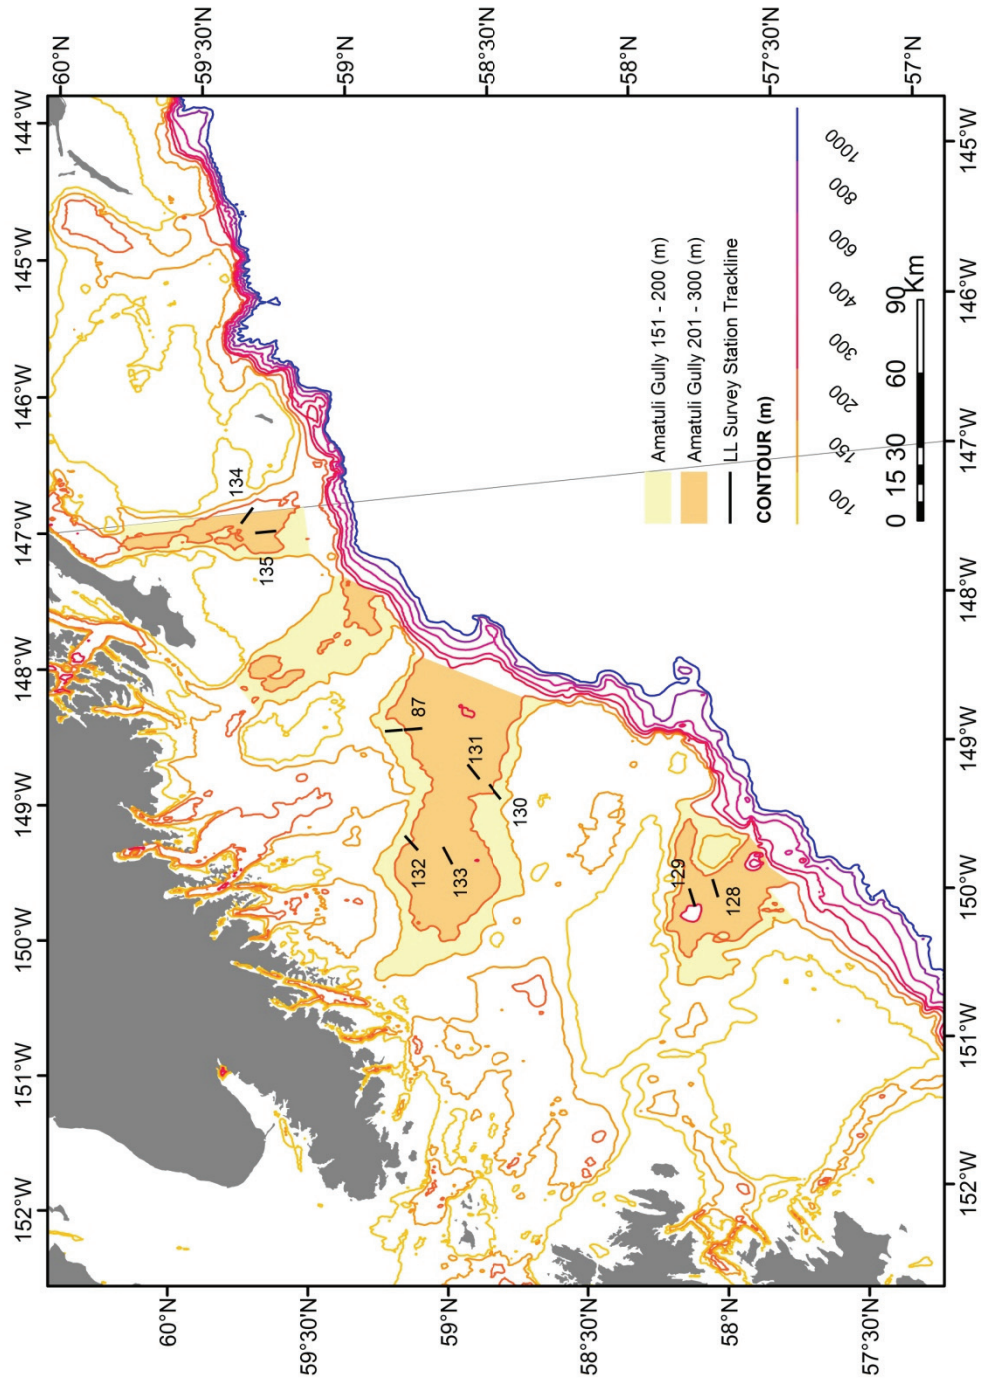 144°W
145°W
146°W
147°W
148°W
149°W
150°W
151°W
152°W
60°N
59°30'N
59°N
58°30'N
58°N
57°30'N
57°N
134
135
87
131
130
132
133
129
128
Amatuli Gully 151 - 200 (m)
Amatuli Gully 201 - 300 (m)
LL Survey Station Trackline
CONTOUR (m)
100 150 200 300 400 600 800 1000
0 15 30 60 90
Km
60°N
59°30'N
59°N
58°30'N
58°N
57°30'N
152°W
151°W
150°W
149°W
148°W
147°W
146°W
145°W